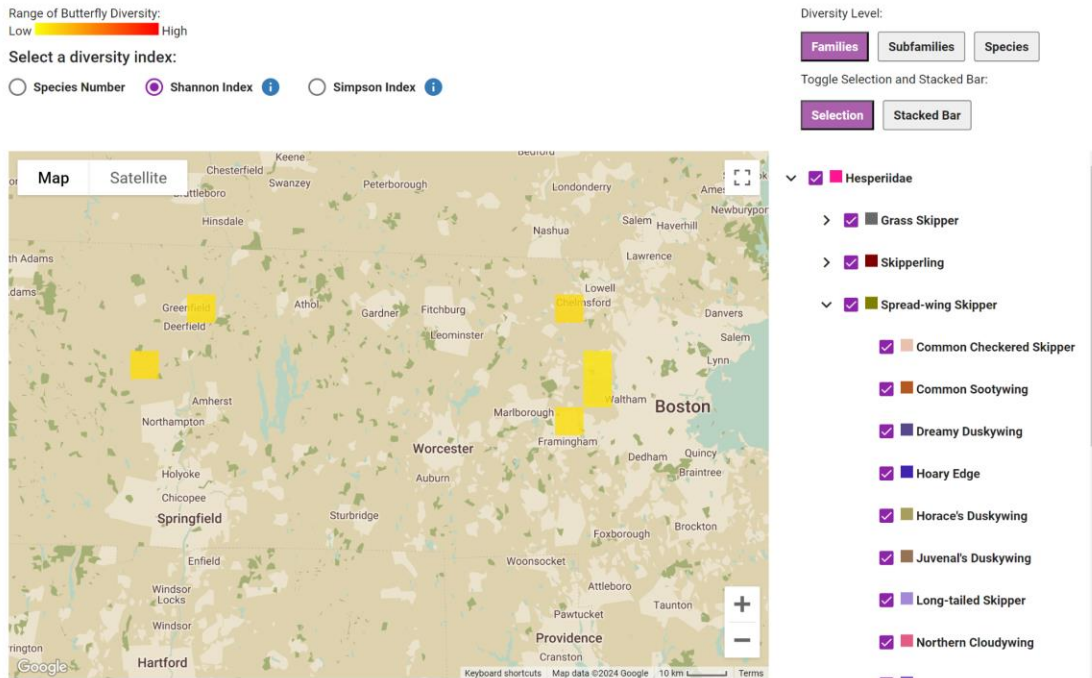 Range of Butterfly Diversity:
Low High
Select a diversity index:
Species Number Shannon Index i Simpson Index i
Diversity Level:
Families Subfamilies Species
Toggle Selection and Stacked Bar:
Selection Stacked Bar
Map Satellite
Keene
Chesterfield
Swanzey
Peterborough
Londonderry
Hinsdale
Nashua
Salem
Haverhill
Lawrence
th Adams
Lowell
Chelmsford
Danvers
Greenfield
Athol
Gardner
Fitchburg
Deerfield
Leominster
Salem
Lynn
Amherst
Waltham
Northampton
Marlborough
Boston
Worcester
Framingham
Dedham
Quincy
Braintree
Holyoke
Auburn
Chicopee
Springfield
Sturbridge
Foxborough
Brockton
Enfield
Woonsocket
Windsor
Locks
Attleboro
Taunton
Pawtucket
Windsor
Providence
Cranston
Hartford
Google
Keyboard shortcuts Map data ©2024 Google 10 km Terms
Hesperiidae
Grass Skipper
Skipperling
Spread-wing Skipper
Common Checkered Skipper
Common Sootywing
Dreamy Duskywing
Hoary Edge
Horace's Duskywing
Juvenal's Duskywing
Long-tailed Skipper
Northern Cloudywing